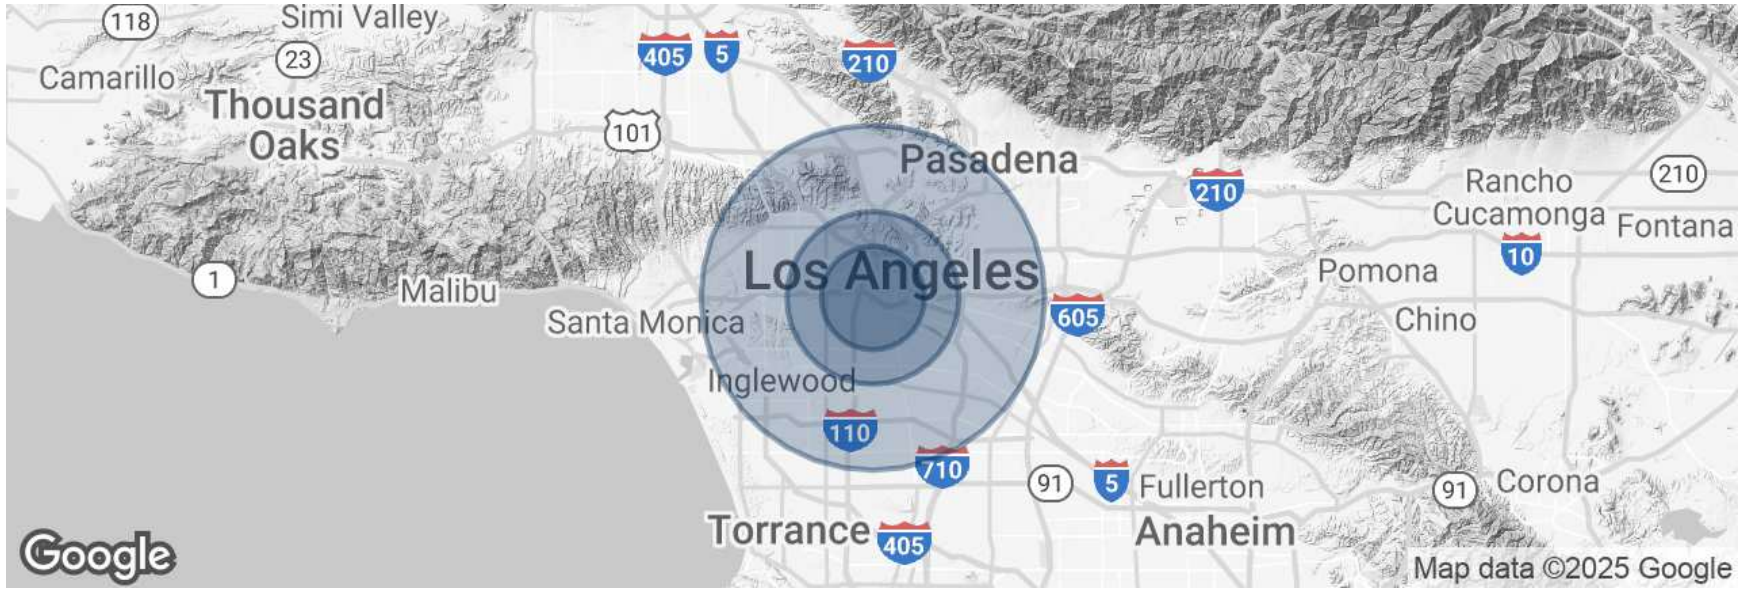 118
Simi Valley
23
405
5
210
Camarillo
Thousand
Oaks
101
Pasadena
210
Rancho
Cucamonga
210
Fontana
10
1
Malibu
Los Angeles
Pomona
Santa Monica
605
Chino
Inglewood
110
710
91
5
Fullerton
91
Corona
Torrance
405
Anaheim
Google
Map data ©2025 Google